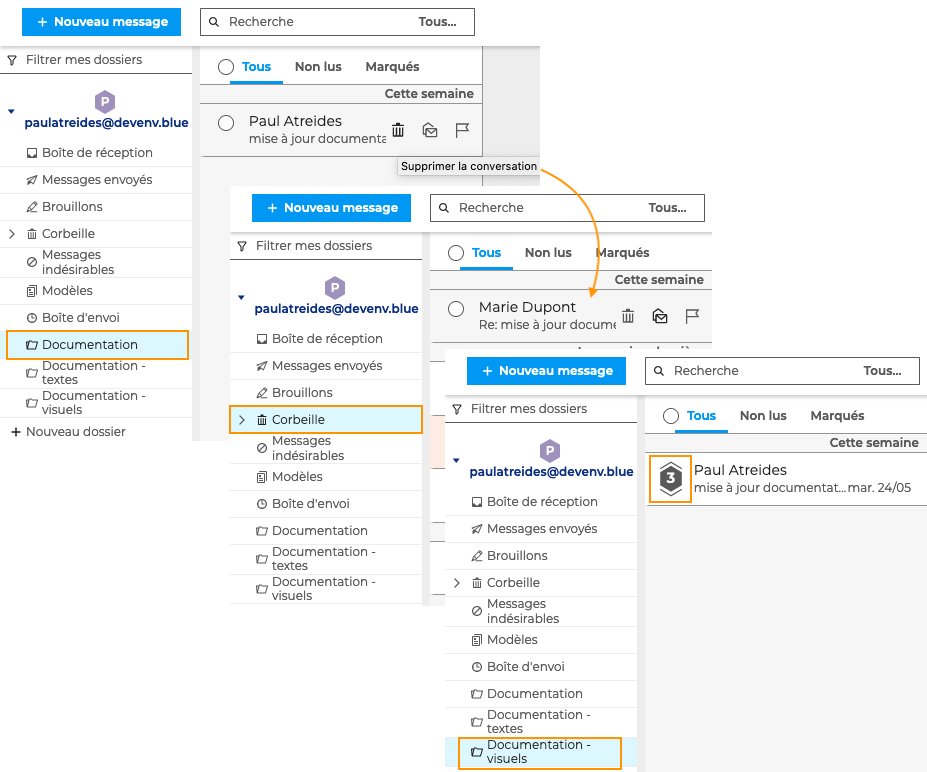 + Nouveau message
Recherche
Tous...
Filtrer mes dossiers
P
paulatreides@devenv.blue
Boîte de réception
Messages envoyés
Brouillons
Corbeille
Messages
indésirables
Modèles
Boîte d'envoi
Documentation
Documentation -
textes
Documentation -
visuels
+ Nouveau dossier
Tous Non lus Marqués
Cette semaine
Paul Atreides
mise à jour documenta
Supprimer la conversation
+ Nouveau message
Recherche
Tous...
Filtrer mes dossiers
P
paulatreides@devenv.blue
Boîte de réception
Messages envoyés
Brouillons
Corbeille
Messages
indésirables
Modèles
Boîte d'envoi
Documentation
Documentation -
textes
Documentation -
visuels
Tous Non lus Marqués
Cette semaine
Marie Dupont
Re: mise à jour docume
+ Nouveau message
Recherche
Tous...
Filtrer mes dossiers
P
paulatreides@devenv.blue
Boîte de réception
Messages envoyés
Brouillons
Corbeille
Messages
indésirables
Modèles
Boîte d'envoi
Documentation
Documentation -
textes
Documentation -
visuels
Tous Non lus Marqués
Cette semaine
3
Paul Atreides
mise à jour documentat...mar. 24/05